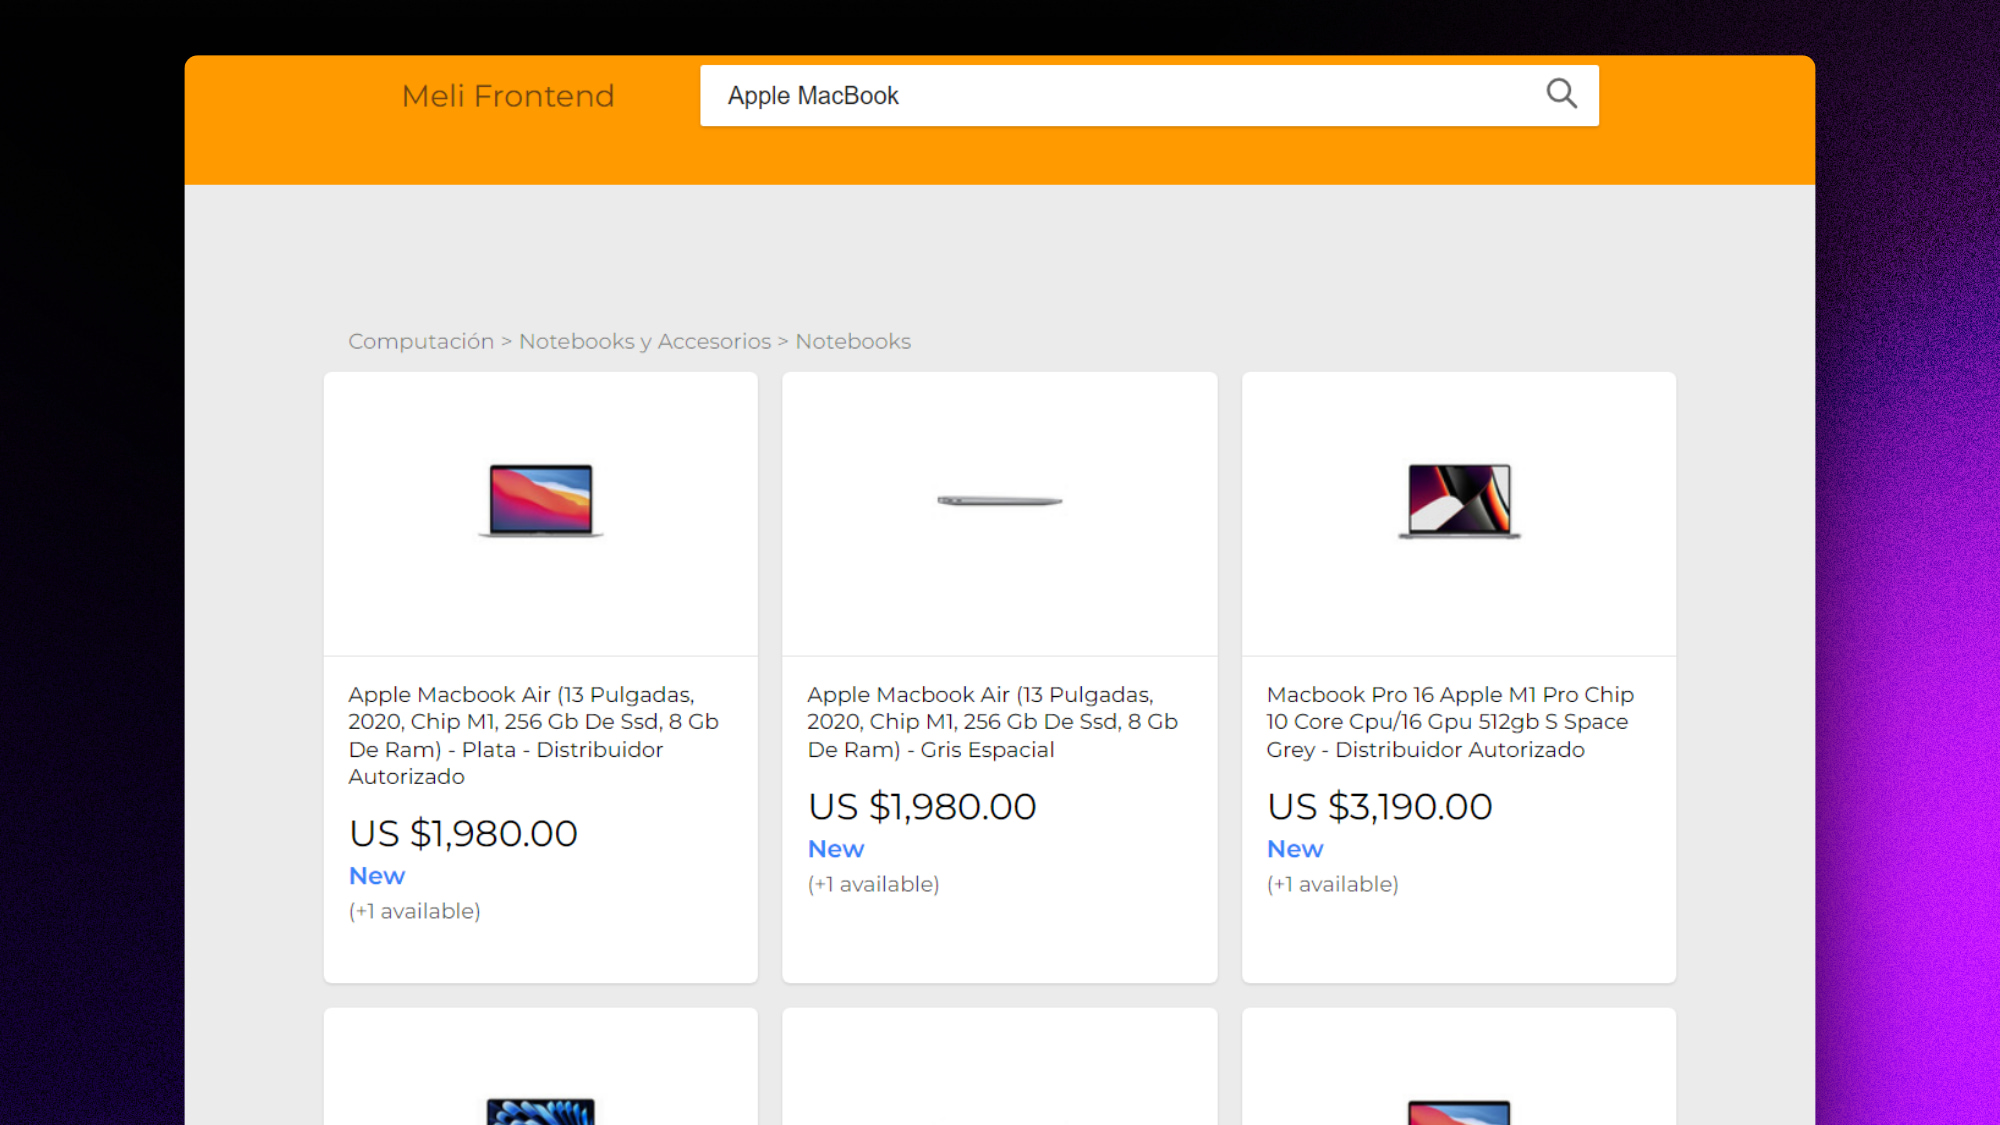 Meli Frontend
Apple MacBook
Computación > Notebooks y Accesorios > Notebooks
Apple Macbook Air (13 Pulgadas,
2020, Chip M1, 256 Gb De Ssd, 8 Gb
De Ram) - Plata - Distribuidor
Autorizado
US $1,980.00
New
(+1 available)
Apple Macbook Air (13 Pulgadas,
2020, Chip M1, 256 Gb De Ssd, 8 Gb
De Ram) - Gris Espacial
US $1,980.00
New
(+1 available)
Macbook Pro 16 Apple M1 Pro Chip
10 Core Cpu/16 Gpu 512gb S Space
Grey - Distribuidor Autorizado
US $3,190.00
New
(+1 available)